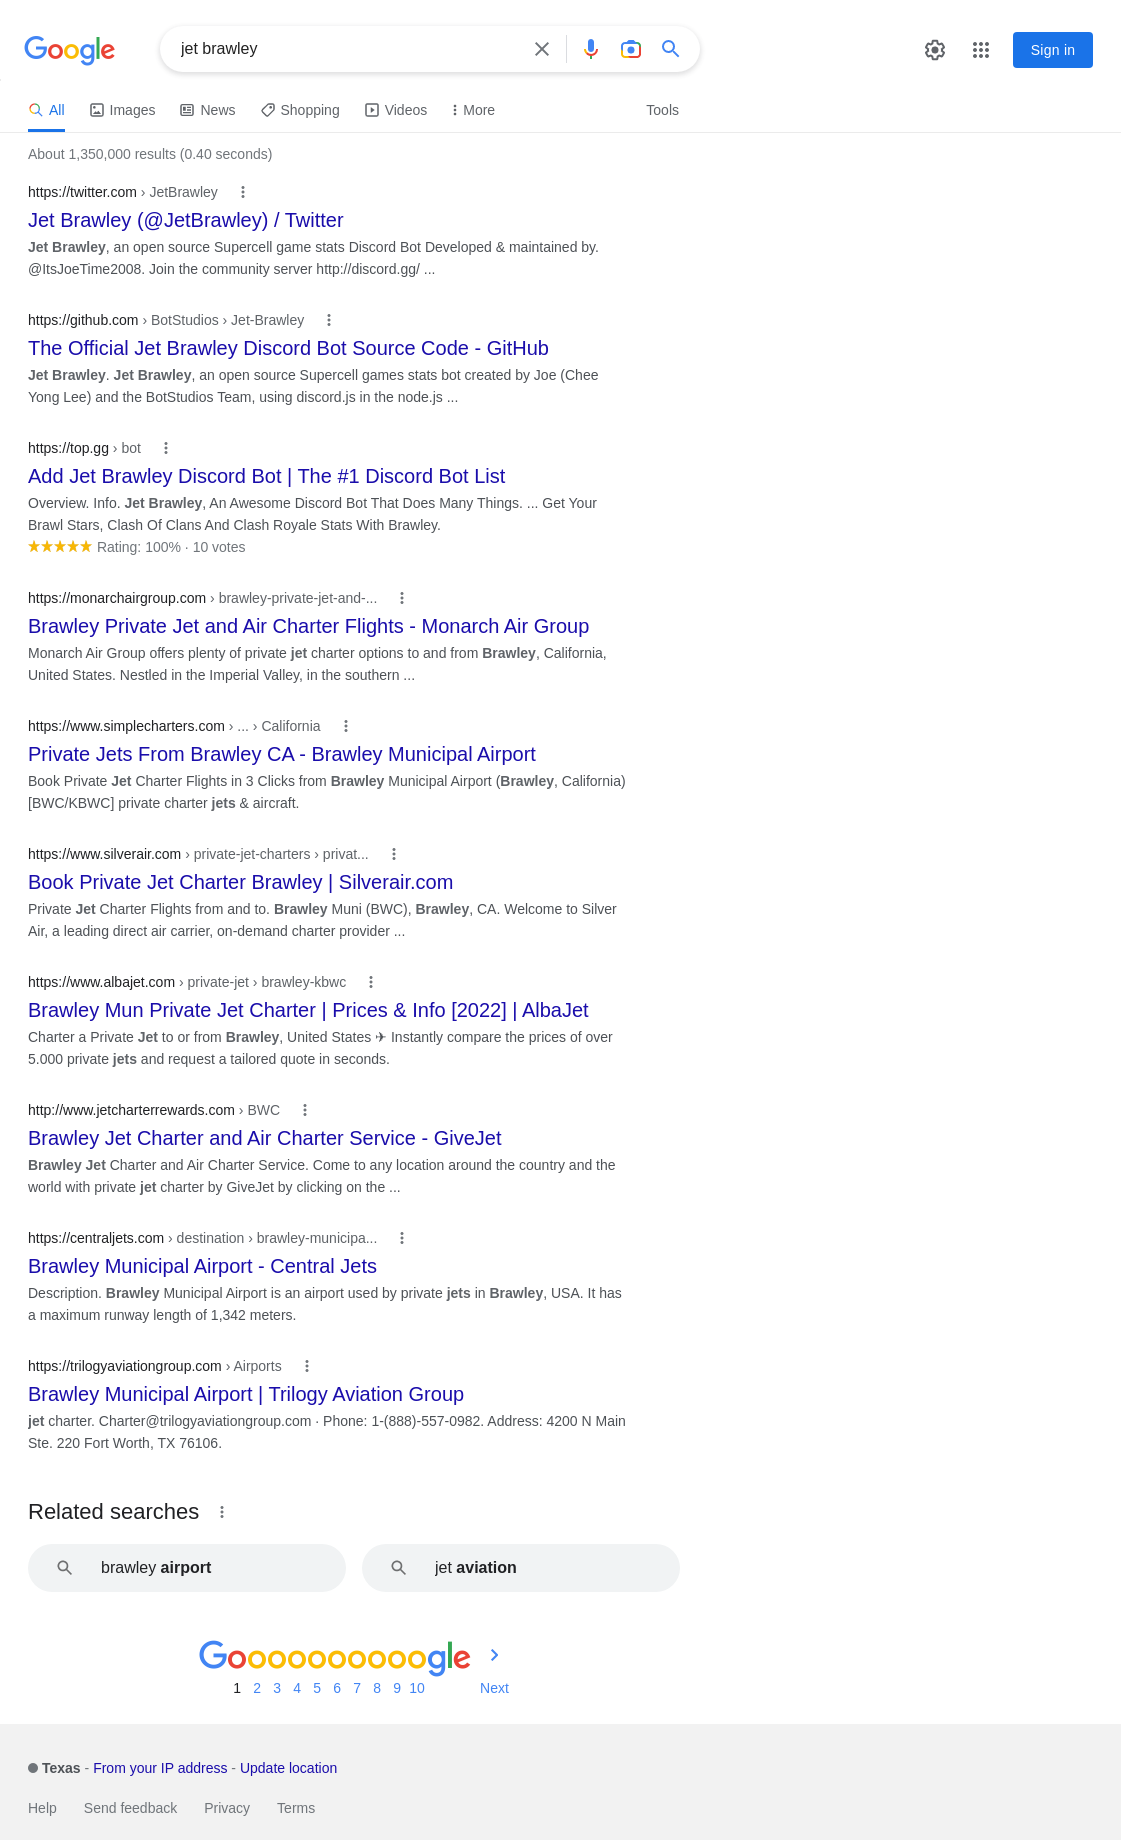 Google
jet brawley
Sign in
All Images News Shopping Videos More Tools
About 1,350,000 results (0.40 seconds)
https://twitter.com › JetBrawley
Jet Brawley (@JetBrawley) / Twitter
Jet Brawley, an open source Supercell game stats Discord Bot Developed & maintained by.
@ItsJoeTime2008. Join the community server http://discord.gg/ ...
https://github.com › BotStudios › Jet-Brawley
The Official Jet Brawley Discord Bot Source Code - GitHub
Jet Brawley. Jet Brawley, an open source Supercell games stats bot created by Joe (Chee
Yong Lee) and the BotStudios Team, using discord.js in the node.js ...
https://top.gg › bot
Add Jet Brawley Discord Bot | The #1 Discord Bot List
Overview. Info. Jet Brawley, An Awesome Discord Bot That Does Many Things. ... Get Your
Brawl Stars, Clash Of Clans And Clash Royale Stats With Brawley.
Rating: 100% · 10 votes
https://monarchairgroup.com › brawley-private-jet-and-...
Brawley Private Jet and Air Charter Flights - Monarch Air Group
Monarch Air Group offers plenty of private jet charter options to and from Brawley, California,
United States. Nestled in the Imperial Valley, in the southern ...
https://www.simplecharters.com › ... › California
Private Jets From Brawley CA - Brawley Municipal Airport
Book Private Jet Charter Flights in 3 Clicks from Brawley Municipal Airport (Brawley, California)
[BWC/KBWC] private charter jets & aircraft.
https://www.silverair.com › private-jet-charters › privat...
Book Private Jet Charter Brawley | Silverair.com
Private Jet Charter Flights from and to. Brawley Muni (BWC), Brawley, CA. Welcome to Silver
Air, a leading direct air carrier, on-demand charter provider ...
https://www.albajet.com › private-jet › brawley-kbwc
Brawley Mun Private Jet Charter | Prices & Info [2022] | AlbaJet
Charter a Private Jet to or from Brawley, United States ✈ Instantly compare the prices of over
5.000 private jets and request a tailored quote in seconds.
http://www.jetcharterrewards.com › BWC
Brawley Jet Charter and Air Charter Service - GiveJet
Brawley Jet Charter and Air Charter Service. Come to any location around the country and the
world with private jet charter by GiveJet by clicking on the ...
https://centraljets.com › destination › brawley-municipa...
Brawley Municipal Airport - Central Jets
Description. Brawley Municipal Airport is an airport used by private jets in Brawley, USA. It has
a maximum runway length of 1,342 meters.
https://trilogyaviationgroup.com › Airports
Brawley Municipal Airport | Trilogy Aviation Group
jet charter. Charter@trilogyaviationgroup.com · Phone: 1-(888)-557-0982. Address: 4200 N Main
Ste. 220 Fort Worth, TX 76106.
Related searches
brawley airport
jet aviation
Goooooooooogle
1 2 3 4 5 6 7 8 9 10 Next
Texas - From your IP address - Update location
Help Send feedback Privacy Terms